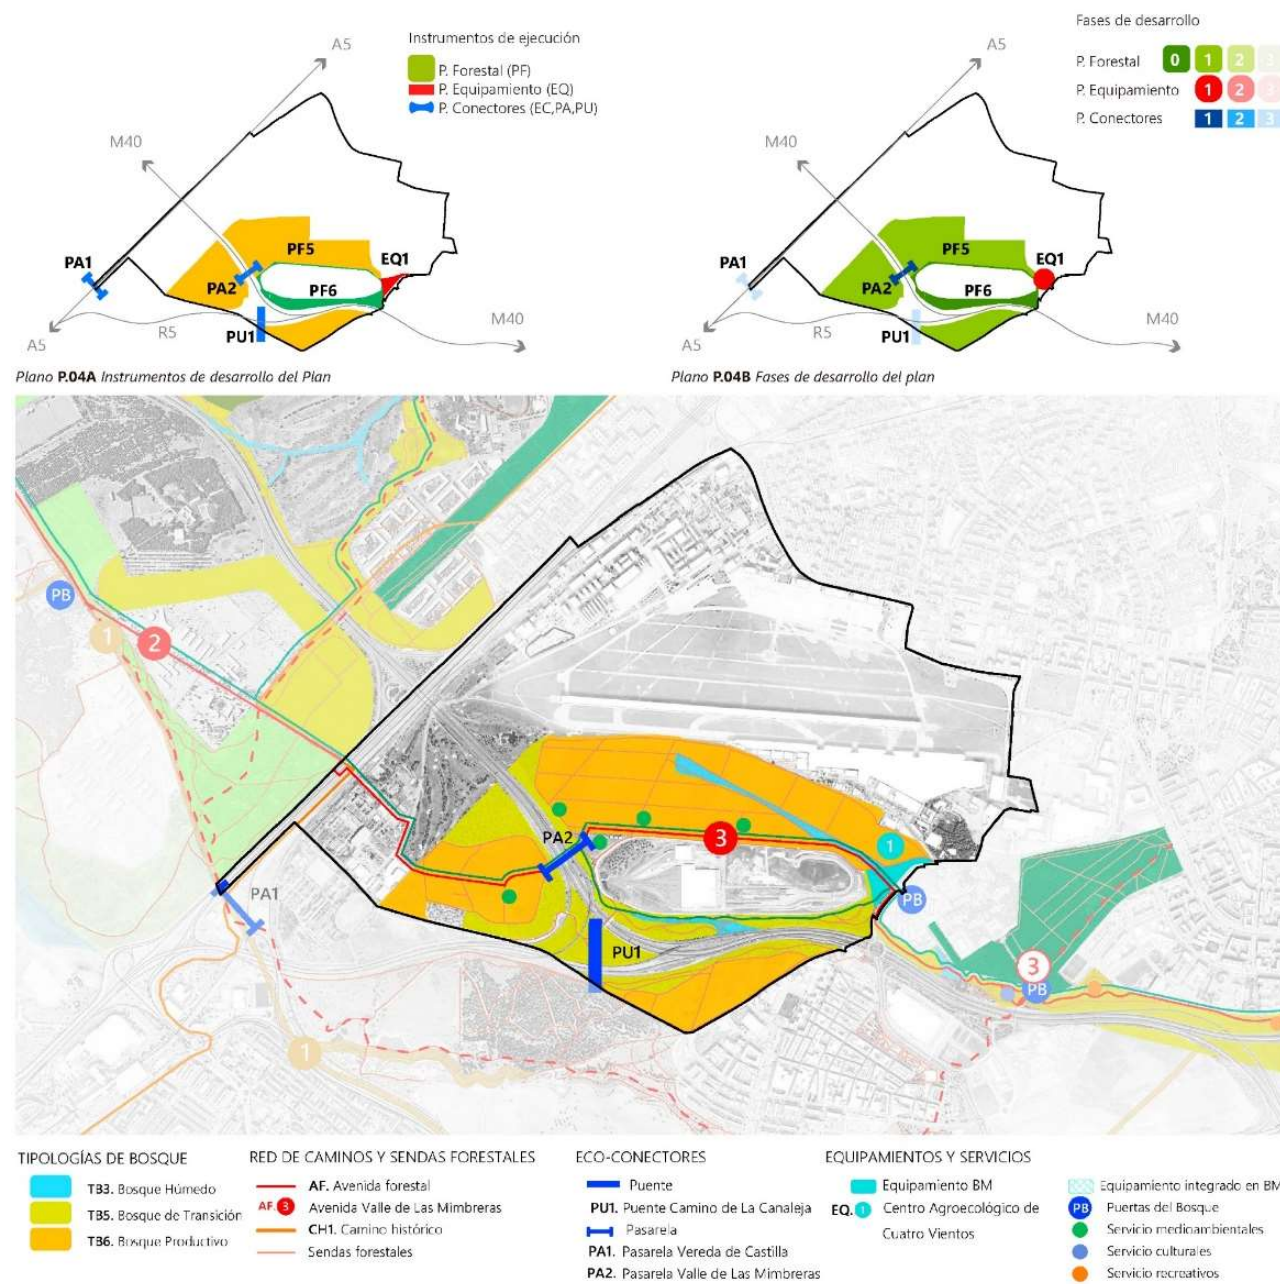 Instrumentos de ejecución
P. Forestal (PF)
P. Equipamiento (EQ)
P. Conectores (EC,PA,PU)
A5
M40
PA1
PF5
EQ1
PA2
PF6
R5
PU1
M40
A5
Plano P.04A Instrumentos de desarrollo del Plan
Fases de desarrollo
P. Forestal 0 1 2 3
P. Equipamiento 1 2 3
P. Conectores 1 2 3
A5
M40
PA1
PF5
EQ1
PA2
PF6
R5
PU1
M40
A5
Plano P.04B Fases de desarrollo del plan
PB
1
2
PA2
3
1
PA1
PB
PU1
3
PB
1
TIPOLOGÍAS DE BOSQUE
TB3. Bosque Húmedo
TB5. Bosque de Transición
TB6. Bosque Productivo
RED DE CAMINOS Y SENDAS FORESTALES
AF. Avenida forestal
AF. 3 Avenida Valle de Las Mimbreras
CH1. Camino histórico
Sendas forestales
ECO-CONECTORES
Puente
PU1. Puente Camino de La Canaleja
Pasarela
PA1. Pasarela Vereda de Castilla
PA2. Pasarela Valle de Las Mimbreras
EQUIPAMIENTOS Y SERVICIOS
Equipamiento BM
EQ. 1 Centro Agroecológico de
Cuatro Vientos
Equipamiento integrado en BM
PB Puertas del Bosque
Servicio medioambientales
Servicio culturales
Servicio recreativos